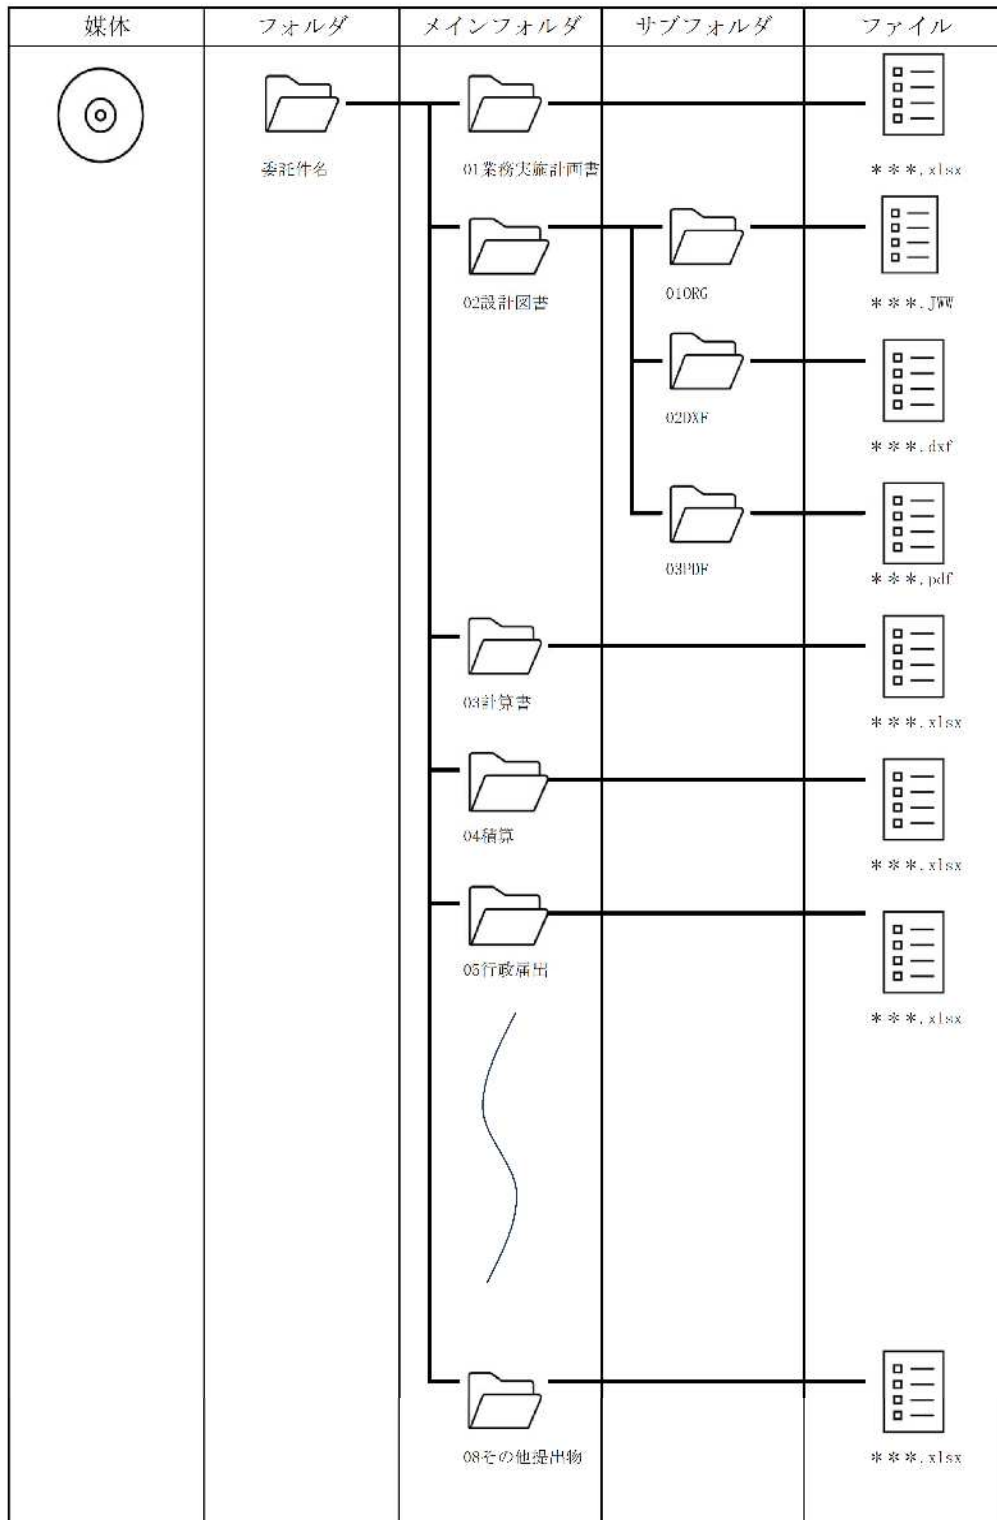 媒体 フォルダ メインフォルダ サブフォルダ ファイル
委託件名 01業務実施計画書 ***.xlsx
02設計図書 01ORG ***.JWW
02DXF ***.dxf
03PDF ***.pdf
03計算書 ***.xlsx
04積算 ***.xlsx
05行政届出 ***.xlsx
08その他提出物 ***.xlsx